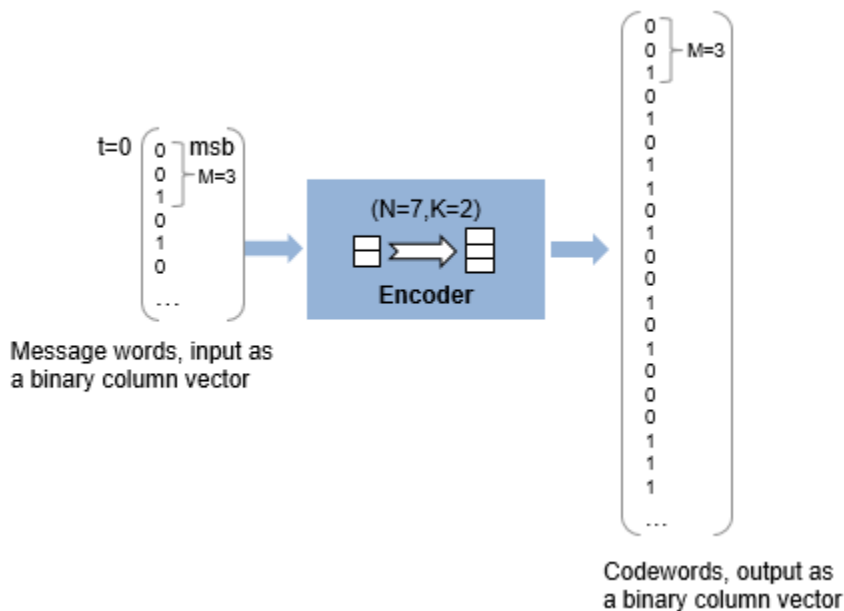 t=0
0 msb
0
M=3
1
0
1
0
...
Message words, input as
a binary column vector
(N=7,K=2)
Encoder
0
0
M=3
1
0
1
0
1
1
0
1
0
0
1
0
1
0
0
0
1
1
1
...
Codewords, output as
a binary column vector